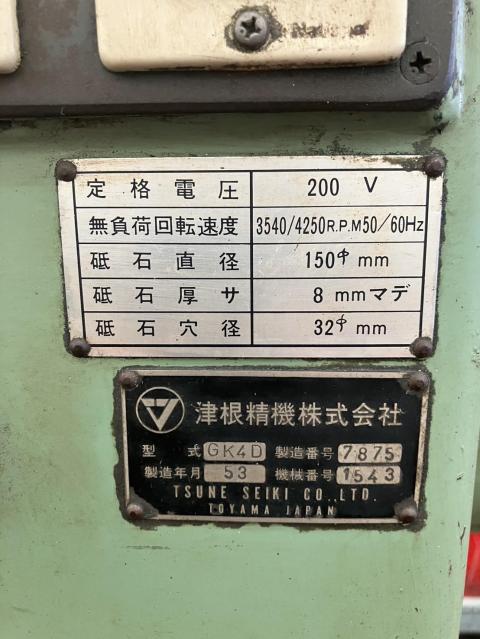 National
定格電圧 200 V
無負荷回転速度 3540/4250R.P.M50/60Hz
砥石直径 150φ mm
砥石厚サ 8 mmマデ
砥石穴径 32φ mm
津根精機株式会社
型式 GK4D 製造番号 7875
製造年月 53 機械番号 1543
TSUNE SEIKI CO.,LTD.
TOYAMA JAPAN